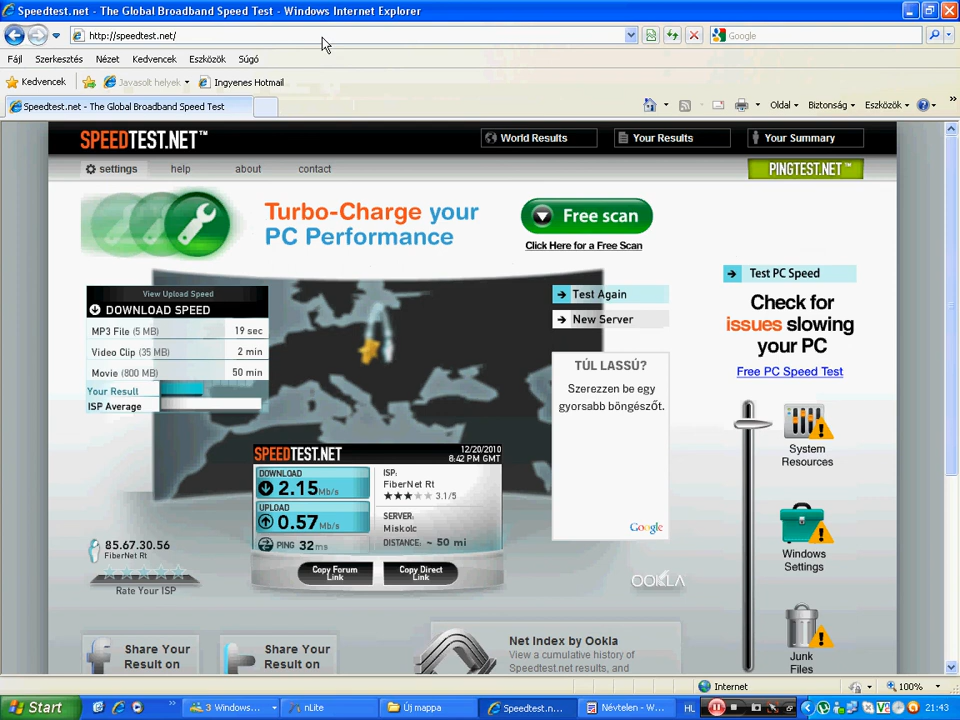 Speedtest.net - The Global Broadband Speed Test - Windows Internet Explorer
http://speedtest.net/
Google
Fájl Szerkesztés Nézet Kedvencek Eszközök Súgó
Kedvencek Javasolt helyek Ingyenes Hotmail
Speedtest.net - The Global Broadband Speed Test
Oldal Biztonság Eszközök
SPEEDTEST.NET™
World Results Your Results Your Summary
settings help about contact
PINGTEST.NET™
Turbo-Charge your
PC Performance
Free scan
Click Here for a Free Scan
View Upload Speed
DOWNLOAD SPEED
MP3 File (5 MB) 19 sec
Video Clip (35 MB) 2 min
Movie (800 MB) 50 min
Your Result
ISP Average
Test Again
New Server
TÚL LASSÚ?
Szerezzen be egy
gyorsabb böngészőt.
Google
Test PC Speed
Check for
issues slowing
your PC
Free PC Speed Test
System
Resources
Windows
Settings
Junk
Files
SPEEDTEST.NET
12/20/2010
8:42 PM GMT
DOWNLOAD
2.15 Mb/s
UPLOAD
0.57 Mb/s
PING 32 ms
ISP:
FiberNet Rt
3.1/5
SERVER:
Miskolc
DISTANCE: ~ 50 mi
Copy Forum
Link
Copy Direct
Link
85.67.30.56
FiberNet Rt
Rate Your ISP
OOKLA
Share Your
Result on
Share Your
Result on
Net Index by Ookla
View a cumulative history of
Speedtest.net results, and
Internet
100%
Start
3 Windows...
nLite
Új mappa
Speedtest.n...
Névtelen - W...
HL
21:43